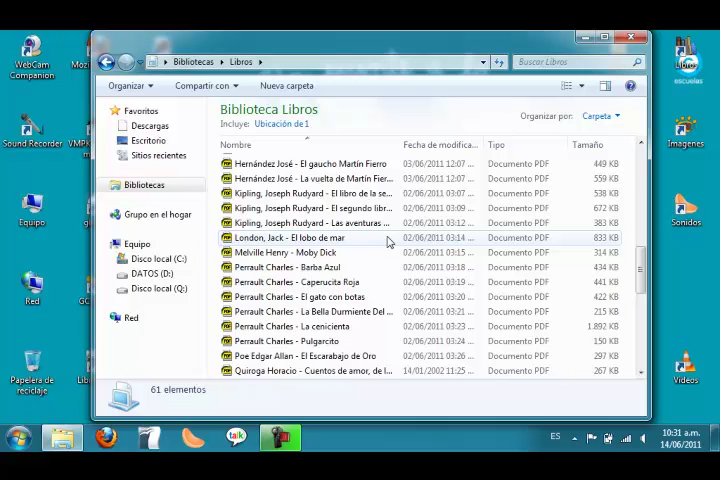 WebCam
Companion
Sound Recorder
VMPK
Equipo
Red
Papelera de
reciclaje
Bibliotecas
Libros
Buscar Libros
Organizar
Compartir con
Nueva carpeta
Favoritos
Descargas
Escritorio
Sitios recientes
Bibliotecas
Grupo en el hogar
Equipo
Disco local (C:)
DATOS (D:)
Disco local (Q:)
Red
Biblioteca Libros
Incluye: Ubicación de 1
Organizar por: Carpeta
Nombre Fecha de modifica... Tipo Tamaño
Hernández José - El gaucho Martín Fierro 03/06/2011 12:07 ... Documento PDF 449 KB
Hernández José - La vuelta de Martín Fier... 03/06/2011 12:07 ... Documento PDF 559 KB
Kipling, Joseph Rudyard - El libro de la se... 02/06/2011 03:07 ... Documento PDF 538 KB
Kipling, Joseph Rudyard - El segundo libr... 02/06/2011 03:08 ... Documento PDF 672 KB
Kipling, Joseph Rudyard - Las aventuras ... 02/06/2011 03:12 ... Documento PDF 383 KB
London, Jack - El lobo de mar 02/06/2011 03:14 ... Documento PDF 833 KB
Melville Henry - Moby Dick 02/06/2011 03:15 ... Documento PDF 314 KB
Perrault Charles - Barba Azul 02/06/2011 03:18 ... Documento PDF 434 KB
Perrault Charles - Caperucita Roja 02/06/2011 03:19 ... Documento PDF 441 KB
Perrault Charles - El gato con botas 02/06/2011 03:21 ... Documento PDF 422 KB
Perrault Charles - La Bella Durmiente Del ... 02/06/2011 03:21 ... Documento PDF 215 KB
Perrault Charles - La cenicienta 02/06/2011 03:23 ... Documento PDF 1.892 KB
Perrault Charles - Pulgarcito 02/06/2011 03:24 ... Documento PDF 441 KB
Poe Edgar Allan - El Escarabajo de Oro 02/06/2011 03:26 ... Documento PDF 297 KB
Quiroga Horacio - Cuentos de amor, de l... 14/01/2002 11:25 ... Documento PDF 267 KB
61 elementos
Libros
escuelas
Imagenes
Sonidos
Videos
talk
ES
10:31 a.m.
14/06/2011